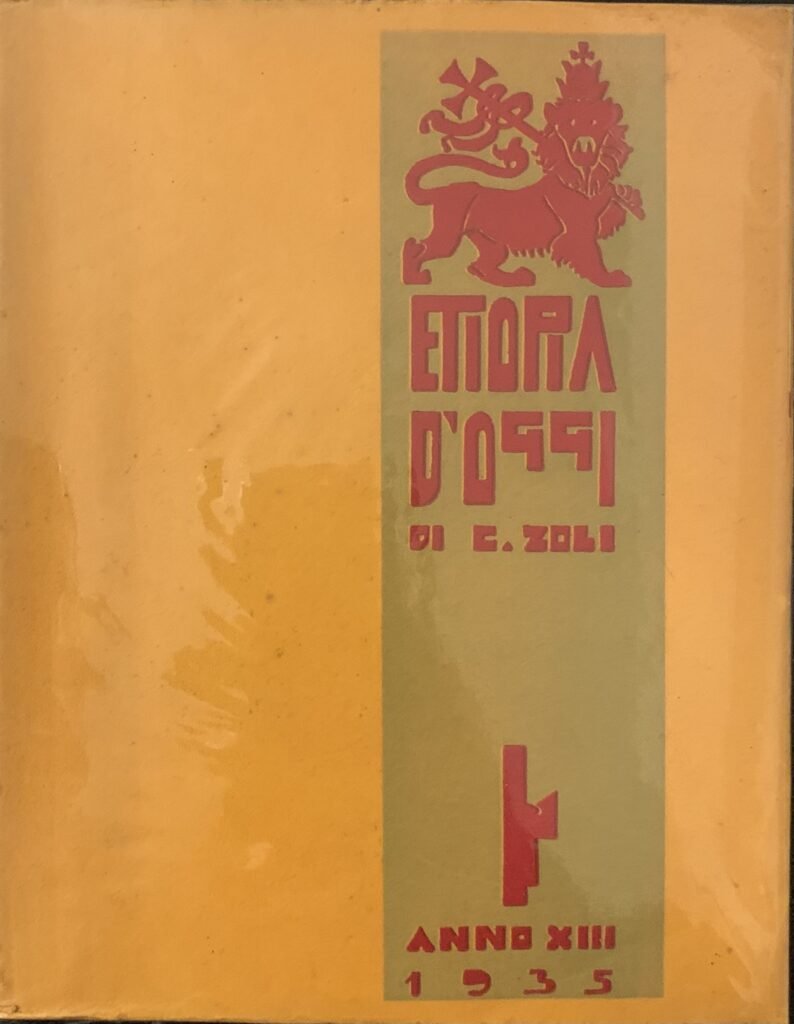 ETIOPIA
D'OGGI
DI C. ZOLI
ANNO XIII
1935